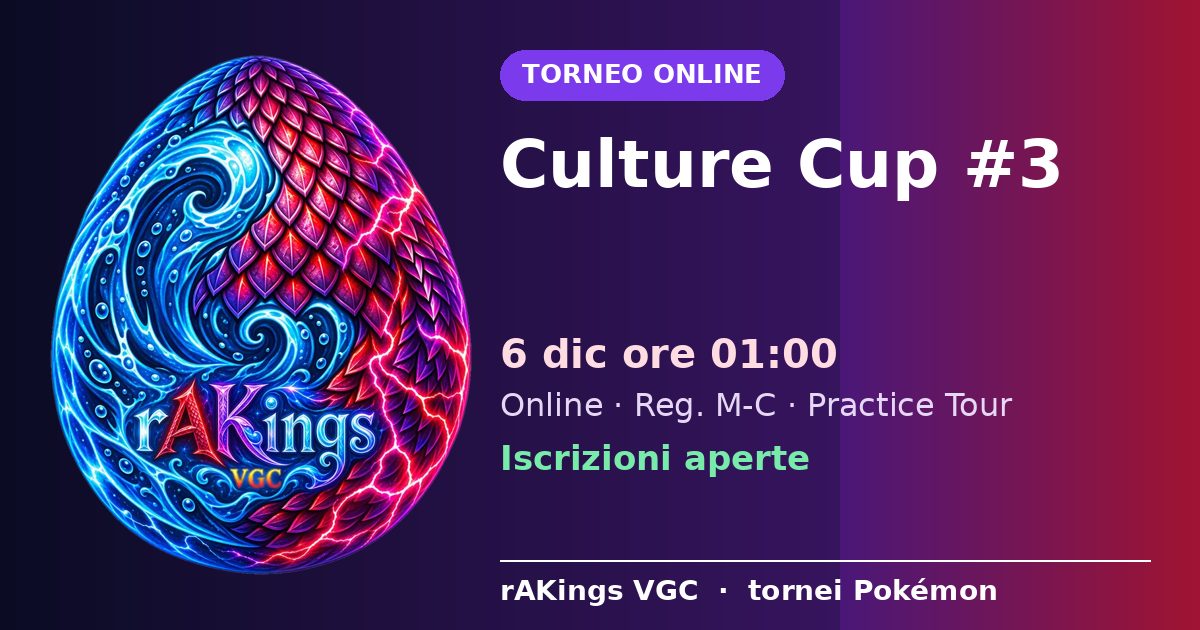 rAKings
VGC
TORNEO ONLINE
Culture Cup #3
6 dic ore 01:00
Online · Reg. M-C · Practice Tour
Iscrizioni aperte
rAKings VGC · tornei Pokémon